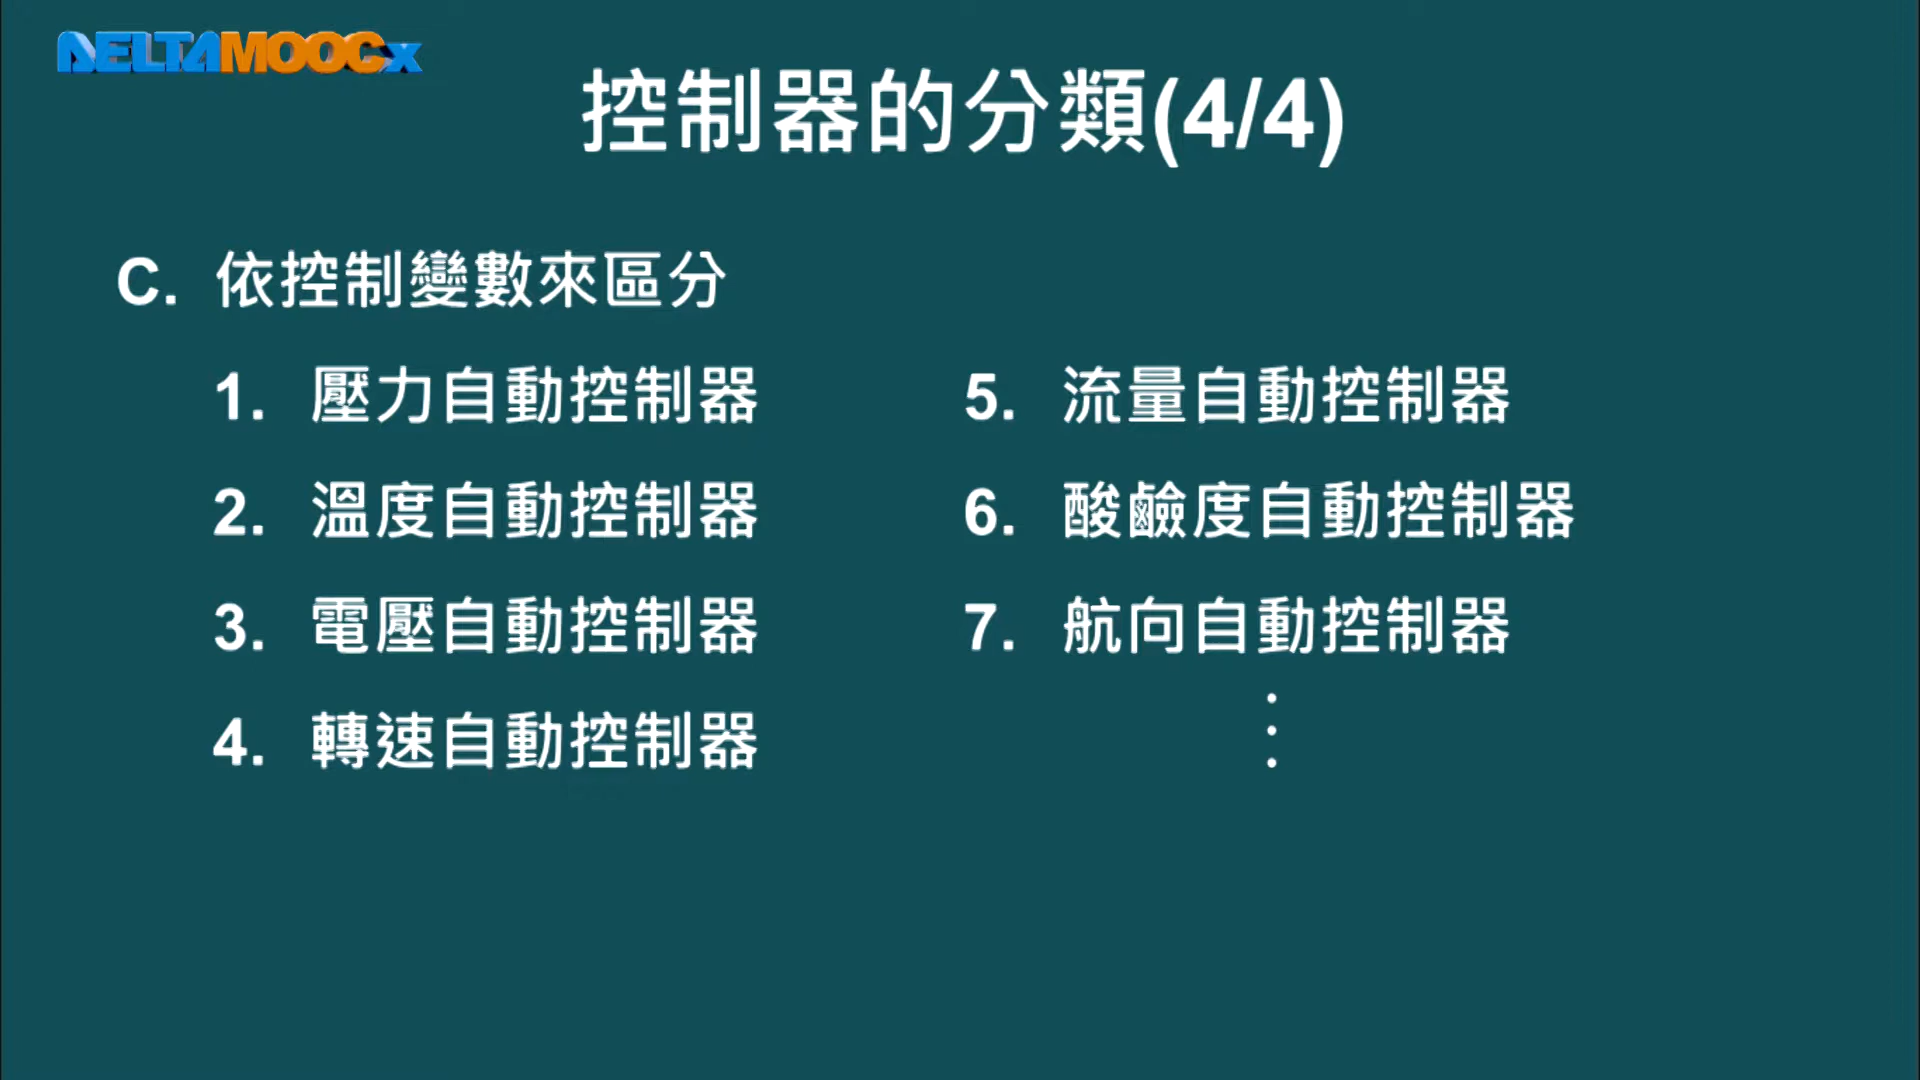 DELTAMOOCx
控制器的分類(4/4)
C. 依控制變數來區分
1. 壓力自動控制器
2. 溫度自動控制器
3. 電壓自動控制器
4. 轉速自動控制器
5. 流量自動控制器
6. 酸鹼度自動控制器
7. 航向自動控制器
⋮